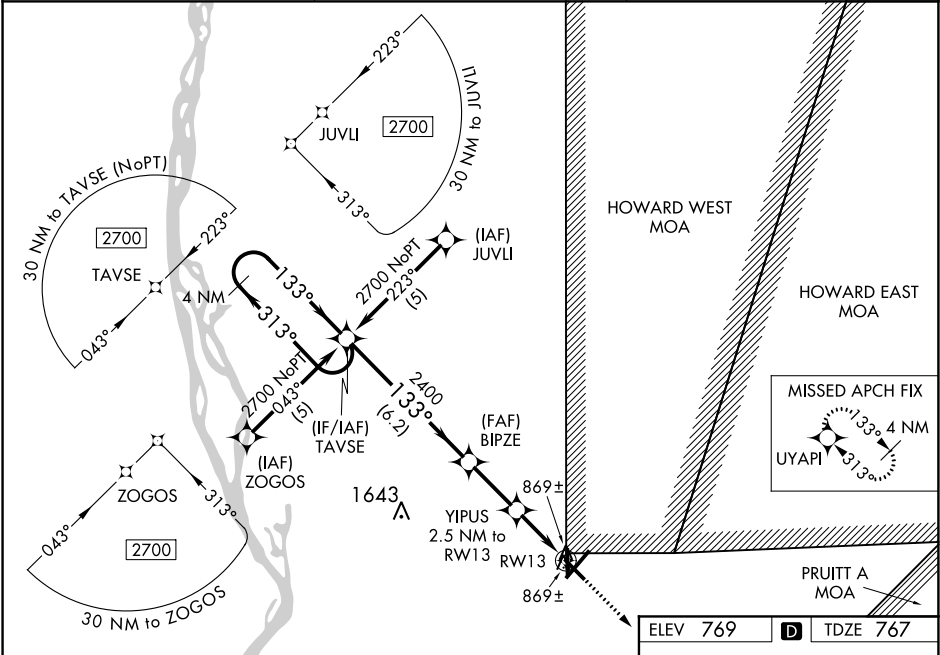 223°
JUVLI
2700
313°
30 NM to JUVLI
30 NM to TAVSE (NoPT)
2700
223°
TAVSE
043°
HOWARD WEST
MOA
HOWARD EAST
MOA
(IAF)
JUVLI
2700 NoPT
223°
(5)
4 NM
133°
313°
2700 NoPT
043°
(5)
(IF/IAF)
TAVSE
(IAF)
ZOGOS
2400
133°
(6.2)
(FAF)
BIPZE
MISSED APCH FIX
133°
4 NM
UYAPI
313°
ZOGOS
043°
313°
2700
30 NM to ZOGOS
1643
YIPUS
2.5 NM to
RW13
869±
RW13
869±
PRUITT A
MOA
ELEV 769 D TDZE 767